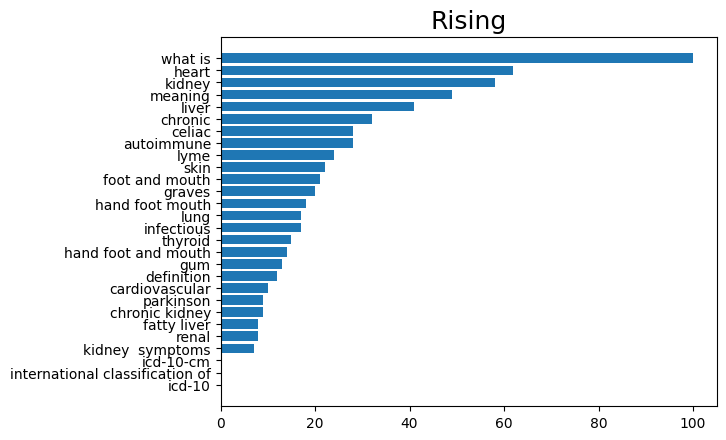 Rising
what is
heart
kidney
meaning
liver
chronic
celiac
autoimmune
lyme
skin
foot and mouth
graves
hand foot mouth
lung
infectious
thyroid
hand foot and mouth
gum
definition
cardiovascular
parkinson
chronic kidney
fatty liver
renal
kidney  symptoms
icd-10-cm
international classification of
icd-10
0 20 40 60 80 100